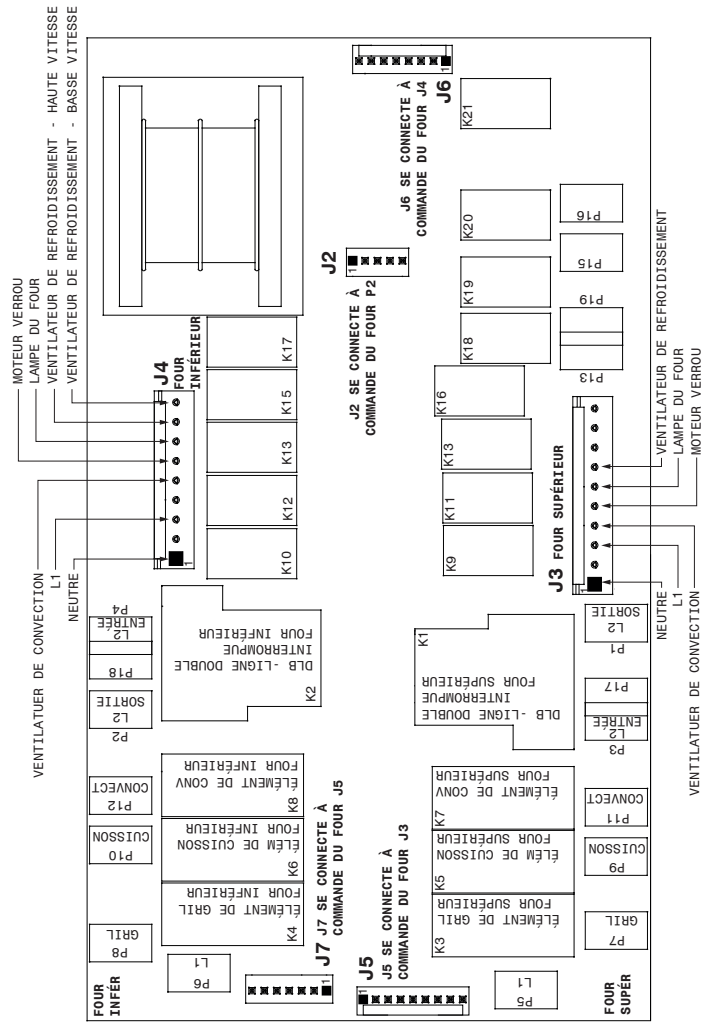 MOTEUR VERROU
LAMPE DU FOUR
VENTILATEUR DE REFROIDISSEMENT - HAUTE VITESSE
VENTILATEUR DE REFROIDISSEMENT - BASSE VITESSE
VENTILATUER DE CONVECTION
L1
NEUTRE
FOUR
INFÉR
P8
GRIL
P10
CUISSON
P12
CONVECT
P2
L2
SORTIE
P18
P4
L2
ENTRÉE
J4
FOUR
INFÉRIEUR
1
P6
L1
K4
ÉLÉMENT DE GRIL
FOUR INFÉRIEUR
K6
ÉLÉM DE CUISSON
FOUR INFÉRIEUR
K8
ÉLÉMENT DE CONV
FOUR INFÉRIEUR
K2
DLB -LIGNE DOUBLE
INTERROMPUE
FOUR INFÉRIEUR
K10
K12
K13
K15
K17
J7
1
J7 SE CONNECTE À
COMMANDE DU FOUR J5
J2
1
J2 SE CONNECTE À
COMMANDE DU FOUR P2
J6
1
J6 SE CONNECTE À
COMMANDE DU FOUR J4
J5
1
J5 SE CONNECTE À
COMMANDE DU FOUR J3
K3
ÉLÉMENT DE GRIL
FOUR SUPÉRIEUR
K5
ÉLÉM DE CUISSON
FOUR SUPÉRIEUR
K7
ÉLÉMENT DE CONV
FOUR SUPÉRIEUR
K1
DLB -LIGNE DOUBLE
INTERROMPUE
FOUR SUPÉRIEUR
K9
K11
K13
K16
K18
K19
K20
K21
P5
L1
FOUR
SUPÉR
P7
GRIL
P9
CUISSON
P11
CONVECT
P3
L2
ENTRÉE
P17
P1
L2
SORTIE
J3 FOUR SUPÉRIEUR
1
P13
P19
P15
P16
NEUTRE
L1
VENTILATUER DE CONVECTION
VENTILATEUR DE REFROIDISSEMENT
LAMPE DU FOUR
MOTEUR VERROU